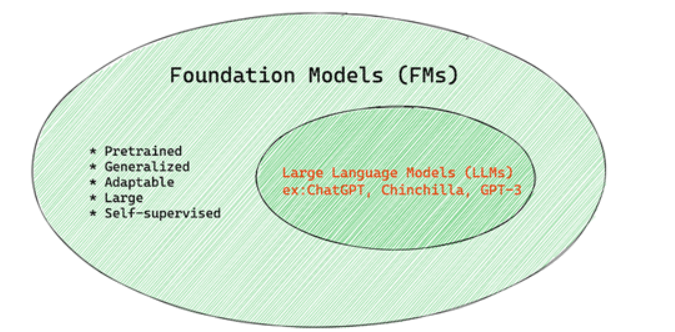 Foundation Models (FMs)
* Pretrained
* Generalized
* Adaptable
* Large
* Self-supervised
Large Language Models (LLMs)
ex:ChatGPT, Chinchilla, GPT-3